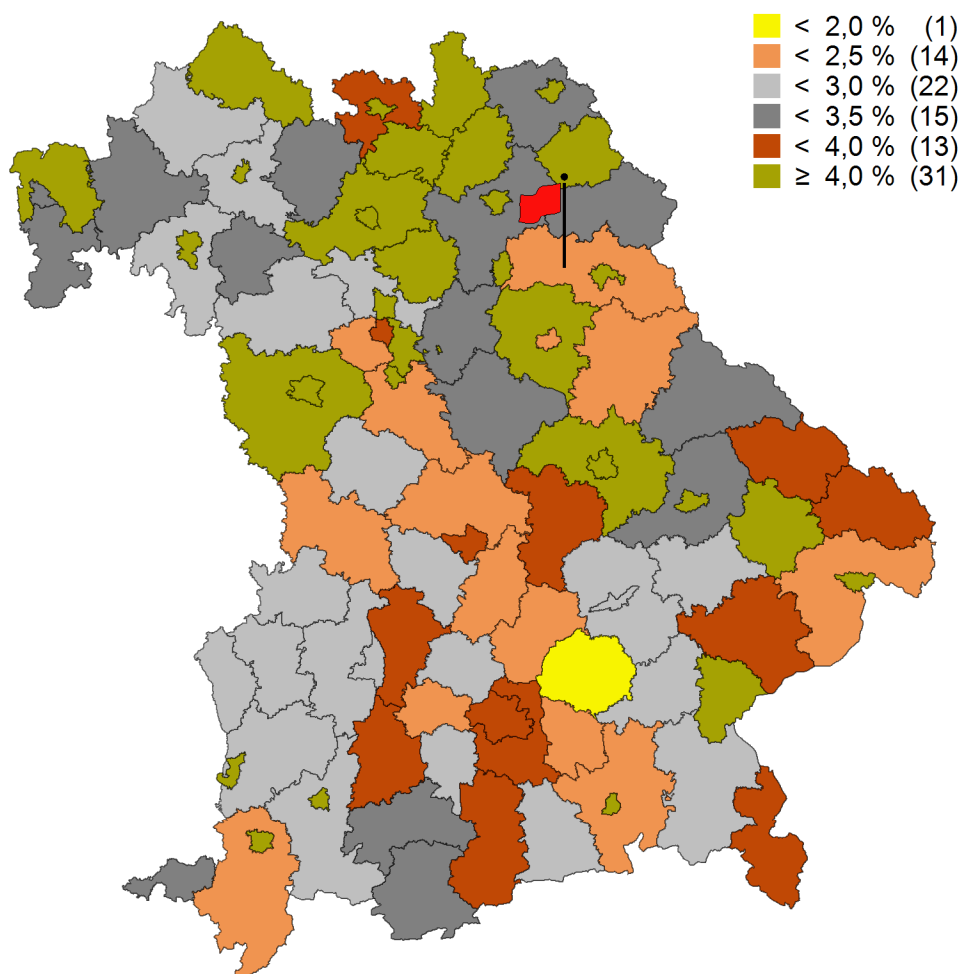 < 2,0 % (1)
< 2,5 % (14)
< 3,0 % (22)
< 3,5 % (15)
< 4,0 % (13)
≥ 4,0 % (31)